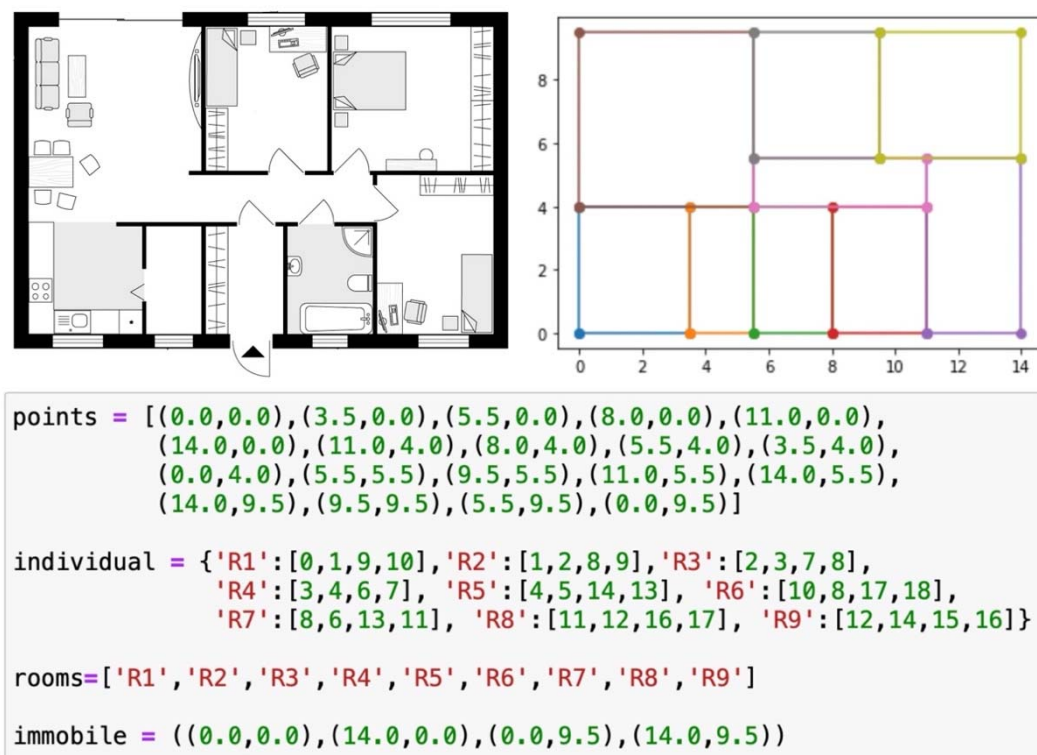 8
6
4
2
0
0 2 4 6 8 10 12 14
points = [(0.0,0.0),(3.5,0.0),(5.5,0.0),(8.0,0.0),(11.0,0.0),
(14.0,0.0),(11.0,4.0),(8.0,4.0),(5.5,4.0),(3.5,4.0),
(0.0,4.0),(5.5,5.5),(9.5,5.5),(11.0,5.5),(14.0,5.5),
(14.0,9.5),(9.5,9.5),(5.5,9.5),(0.0,9.5)]
individual = {'R1':[0,1,9,10],'R2':[1,2,8,9],'R3':[2,3,7,8],
'R4':[3,4,6,7], 'R5':[4,5,14,13], 'R6':[10,8,17,18],
'R7':[8,6,13,11], 'R8':[11,12,16,17], 'R9':[12,14,15,16]}
rooms=['R1','R2','R3','R4','R5','R6','R7','R8','R9']
immobile = ((0.0,0.0),(14.0,0.0),(0.0,9.5),(14.0,9.5))